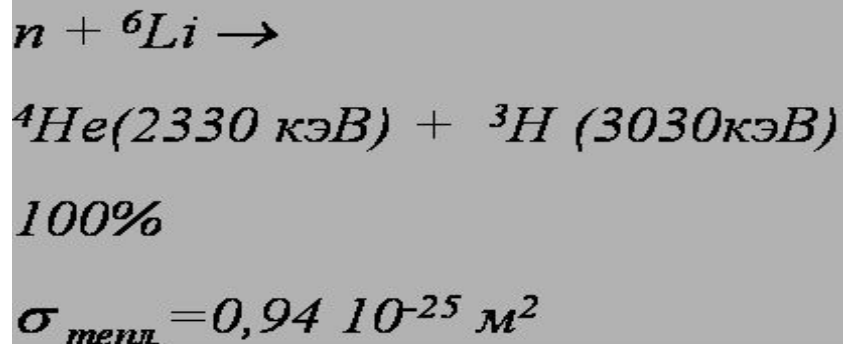 n + ⁶Li →
⁴He(2330 кэВ) + ³H (3030кэВ)
100%
σ тепл. =0,94 10⁻²⁵ м²